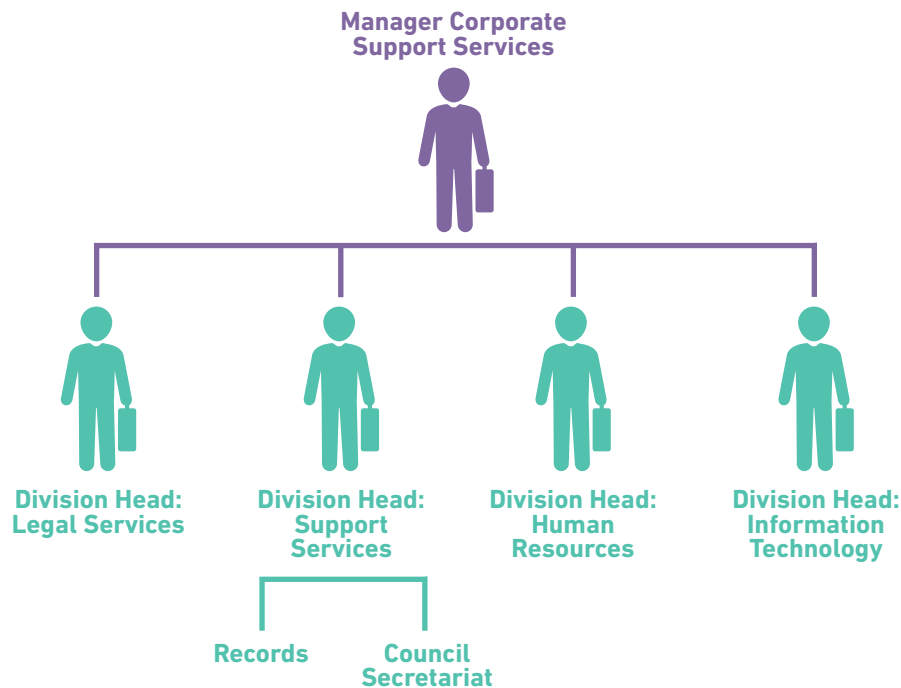 Manager Corporate
Support Services
Division Head:
Legal Services
Division Head:
Support
Services
Division Head:
Human
Resources
Division Head:
Information
Technology
Records
Council
Secretariat